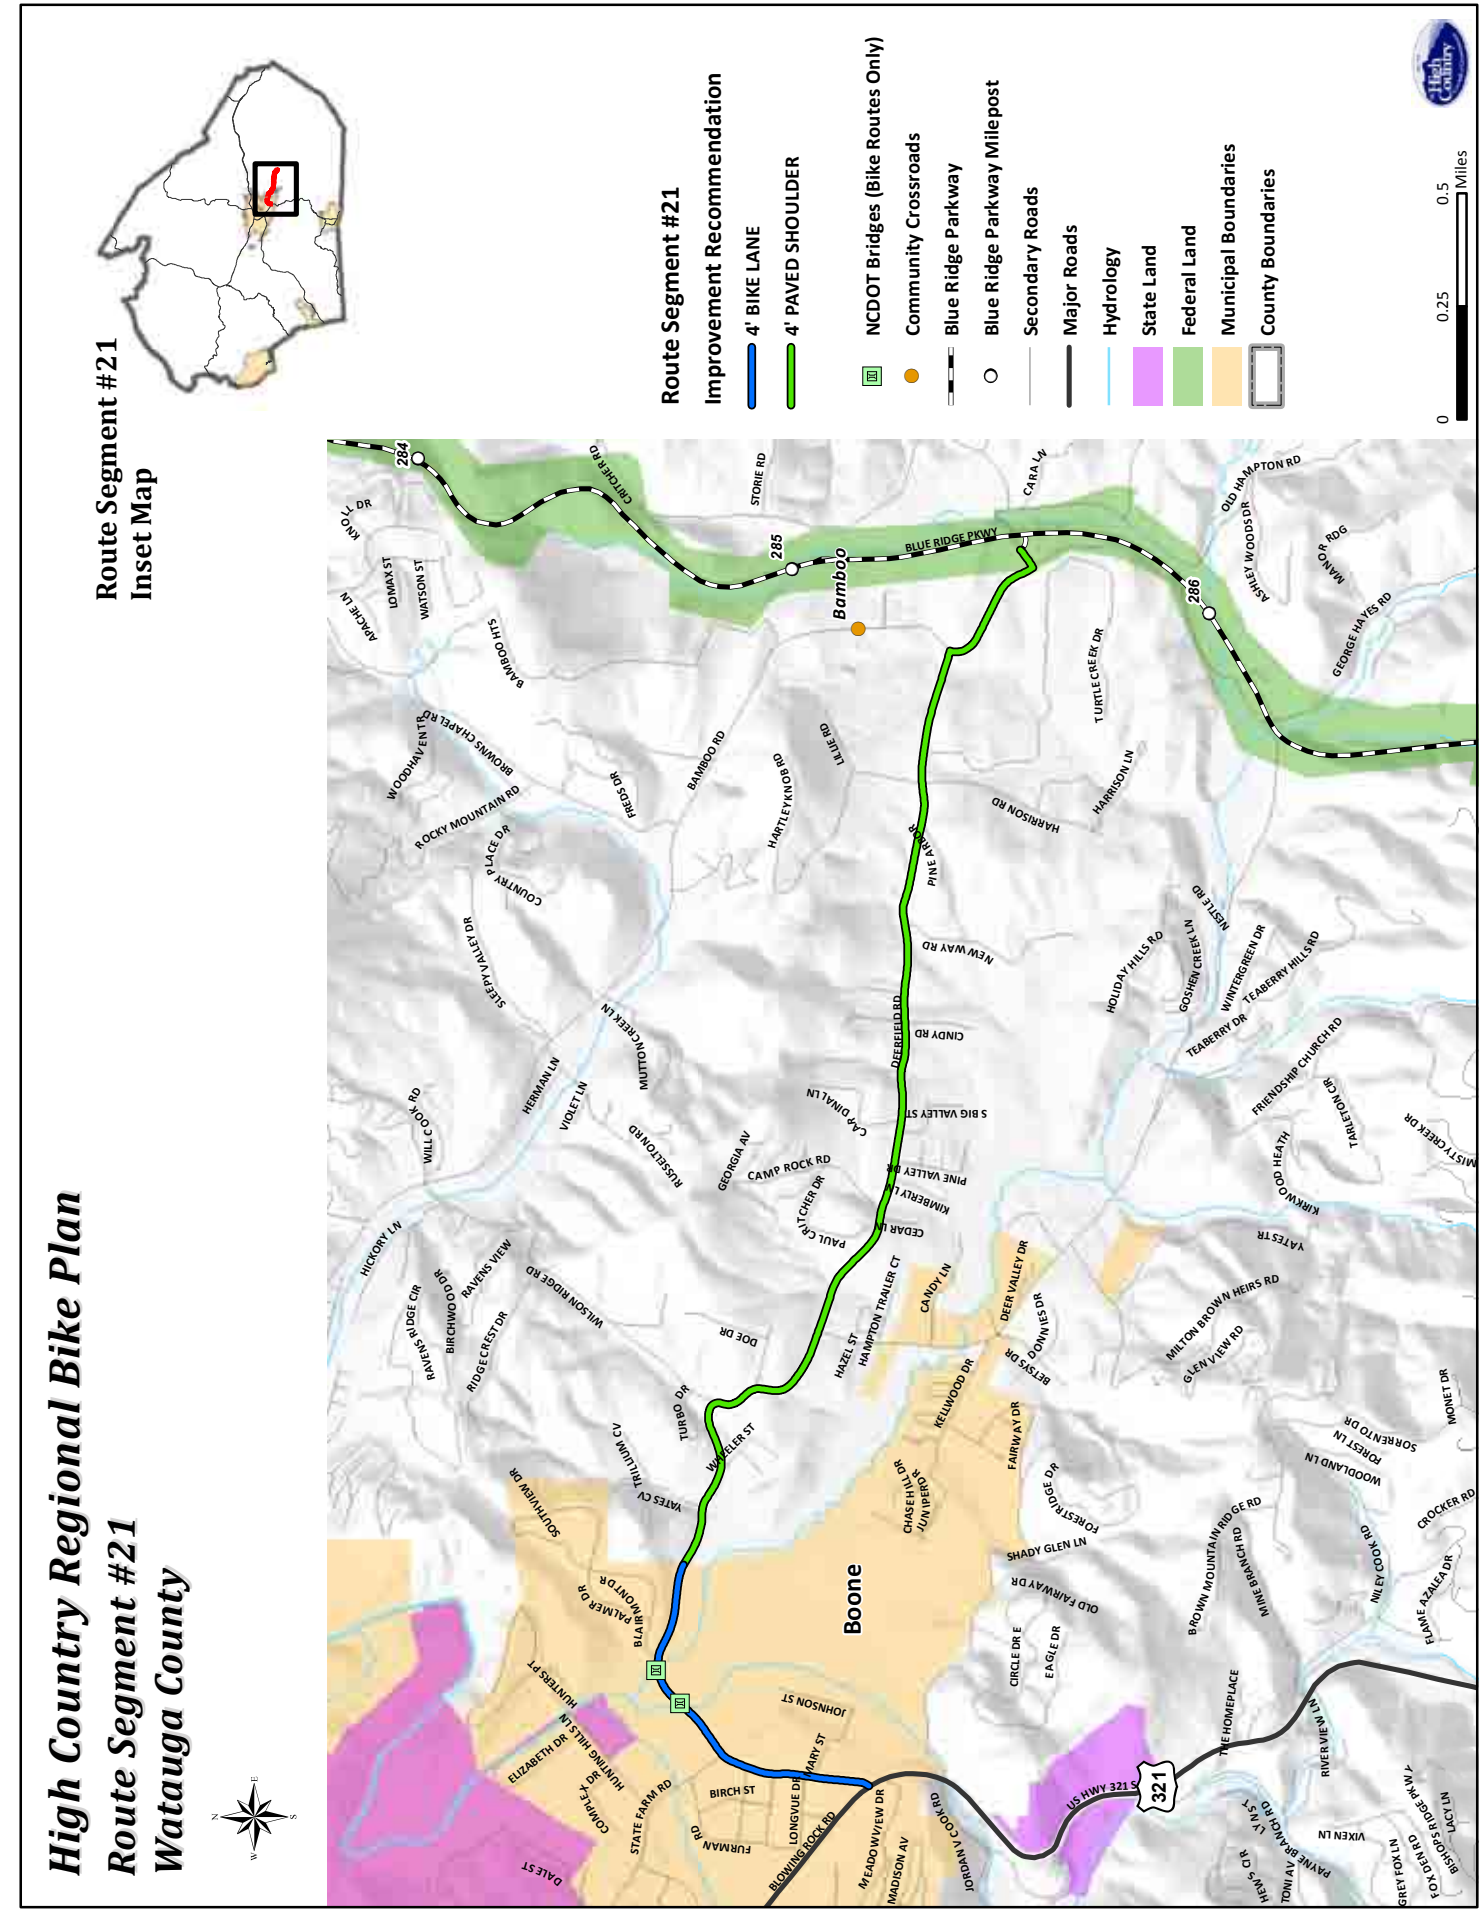 High Country Regional Bike Plan
Route Segment #21
Watauga County
N
E
S
W
Route Segment #21
Inset Map
Route Segment #21
Improvement Recommendation
4' BIKE LANE
4' PAVED SHOULDER
NCDOT Bridges (Bike Routes Only)
Community Crossroads
Blue Ridge Parkway
Blue Ridge Parkway Milepost
Secondary Roads
Major Roads
Hydrology
State Land
Federal Land
Municipal Boundaries
County Boundaries
0
0.25
0.5
Miles
High
Country
284
285
286
Bamboo
Boone
321
US HWY 321 S
BLUE RIDGE PKWY
KNOLL DR
LOMAX ST
WATSON ST
APACHE LN
BAMBOO HTS
CRITCHER RD
STORIE RD
CARA LN
OLD HAMPTON RD
ASHLEY WOODS DR
MANOR RDG
GEORGE HAYES RD
WOODHAVEN TR
BROWNS CHAPEL RD
ROCKY MOUNTAIN RD
COUNTRY PLACE DR
FREDS DR
BAMBOO RD
HARTLEY KNOB RD
LILUE RD
TURTLE CREEK DR
HARRISON RD
HARRISON LN
PINE ARBOR
SLEEPY VALLEY DR
NEW WAY RD
NESTLE RD
HOLIDAY HILLS RD
GOSHEN CREEK LN
WINTERGREEN DR
TEABERRY HILLS RD
TEABERRY DR
MUTTON CREEK LN
HERMAN LN
VIOLET LN
DEERFIELD RD
CINDY RD
WILL COOK RD
RUSSELTON RD
GEORGIA AV
CAMP ROCK RD
CARDINAL LN
S BIG VALLEY ST
PINE VALLEY DR
KIMBERLY LN
CEDAR LN
PAUL CRITCHER DR
FRIENDSHIP CHURCH RD
TARLETON CIR
MISTY CREEK DR
KIRKWOOD HEATH
YATES TR
HICKORY LN
RAVENS RIDGE CIR
BIRCHWOOD DR
RAVENS VIEW
RIDGECREST DR
WILSON RIDGE RD
DOE DR
HAZEL ST
HAMPTON TRAILER CT
CANDY LN
DEER VALLEY DR
DONNIES DR
BETSYS DR
MILTON BROWN HEIRS RD
GLEN VIEW RD
TURBO DR
WHEELER ST
TRILLIUM CV
YATES CV
KELLWOOD DR
FAIRWAY DR
CHASE HILL DR
JUNIPER DR
FOREST RIDGE DR
MONET DR
SORRENTO DR
FOREST LN
WOODLAND LN
CROCKER RD
SOUTHVIEW DR
PALMER DR
BLAIRMONT DR
SHADY GLEN LN
OLD FAIRWAY DR
CIRCLE DR E
EAGLE DR
BROWN MOUNTAIN RIDGE RD
MINE BRANCH RD
NILEY COOK RD
FLAME AZALEA DR
HUNTERS PT
HUNTING HILLS LN
ELIZABETH DR
COMPLEX DR
STATE FARM RD
DALE ST
FURMAN RD
BIRCH ST
LONGVUE DR
MARY ST
JOHNSON ST
BLOWING ROCK RD
MEADOWVIEW DR
MADISON AV
JORDAN V COOK RD
THE HOMEPLACE
RIVER VIEW LN
LYN ST
PAYNE BRANCH RD
VIXEN LN
HEWS CIR
TONI AV
GREY FOX LN
FOX DEN RD
BISHOPS RIDGE PKWY
LACY LN